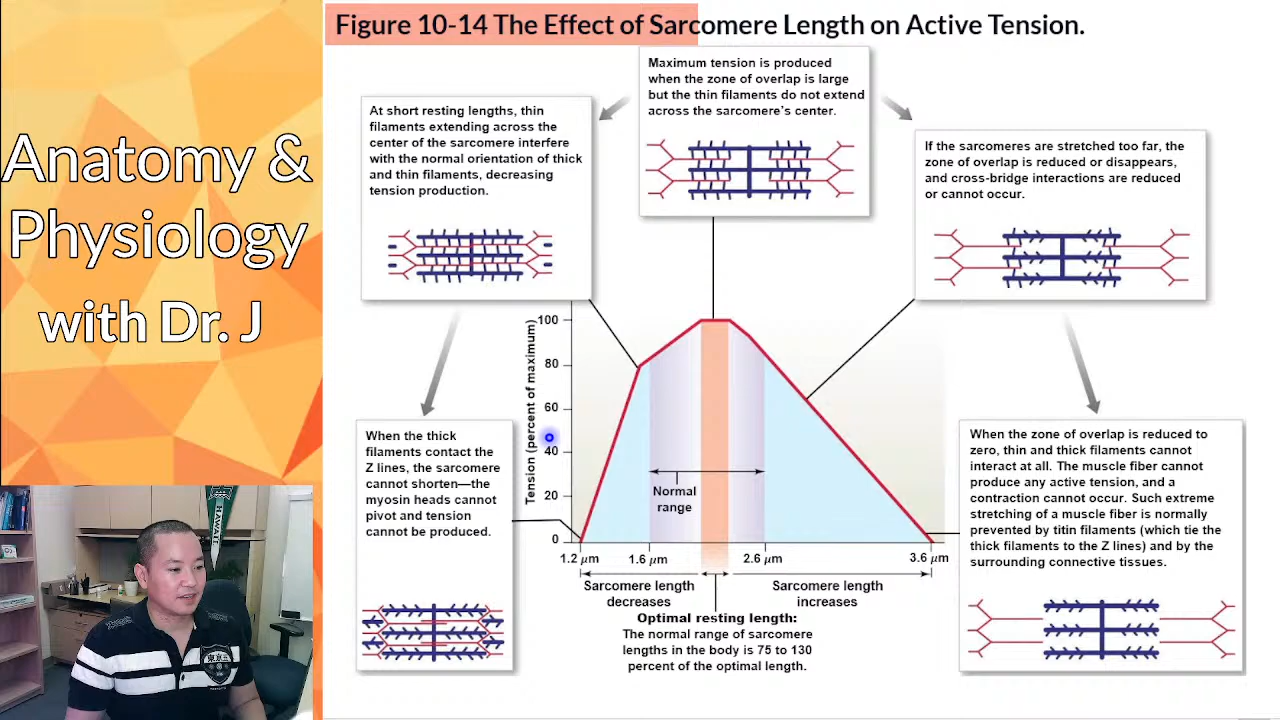 Anatomy &
Physiology
with Dr. J
Figure 10-14 The Effect of Sarcomere Length on Active Tension.
Maximum tension is produced
when the zone of overlap is large
but the thin filaments do not extend
across the sarcomere's center.
At short resting lengths, thin
filaments extending across the
center of the sarcomere interfere
with the normal orientation of thick
and thin filaments, decreasing
tension production.
If the sarcomeres are stretched too far, the
zone of overlap is reduced or disappears,
and cross-bridge interactions are reduced
or cannot occur.
When the thick
filaments contact the
Z lines, the sarcomere
cannot shorten—the
myosin heads cannot
pivot and tension
cannot be produced.
Tension (percent of maximum)
100
80
60
40
20
0
Normal
range
1.2 µm
1.6 µm
2.6 µm
3.6 µm
Sarcomere length
decreases
Sarcomere length
increases
Optimal resting length:
The normal range of sarcomere
lengths in the body is 75 to 130
percent of the optimal length.
When the zone of overlap is reduced to
zero, thin and thick filaments cannot
interact at all. The muscle fiber cannot
produce any active tension, and a
contraction cannot occur. Such extreme
stretching of a muscle fiber is normally
prevented by titin filaments (which tie the
thick filaments to the Z lines) and by the
surrounding connective tissues.
HAWAII